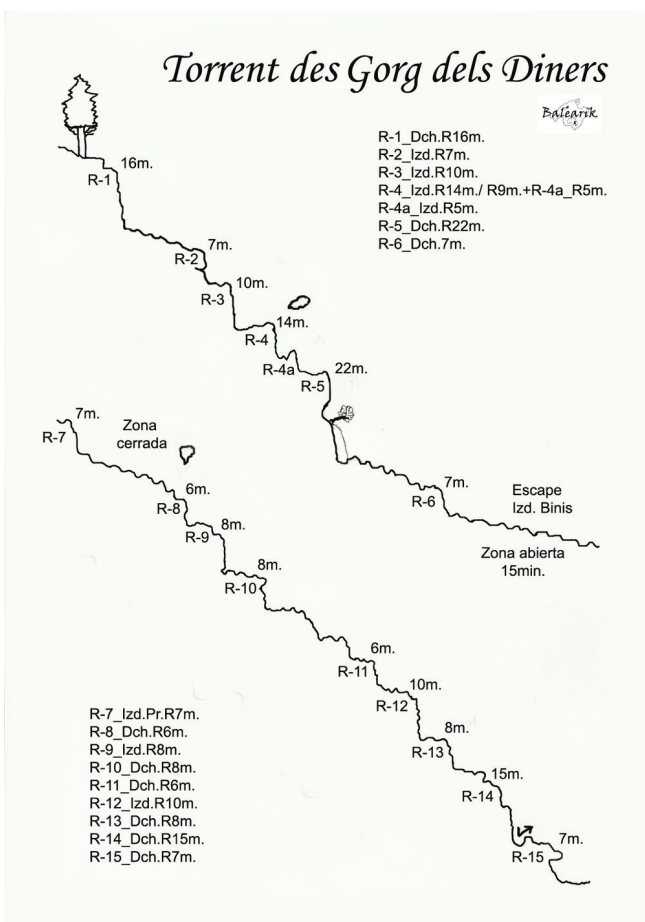 Torrent des Gorg dels Diners
Balearik
R-1_Dch.R16m.
R-2_Izd.R7m.
R-3_Izd.R10m.
R-4_Izd.R14m./ R9m.+R-4a_R5m.
R-4a_Izd.R5m.
R-5_Dch.R22m.
R-6_Dch.7m.
16m.
R-1
7m.
R-2
10m.
R-3
14m.
R-4
R-4a
22m.
R-5
7m.
R-6
Escape
Izd. Binis
Zona abierta
15min.
7m.
R-7
Zona
cerrada
6m.
R-8
8m.
R-9
8m.
R-10
6m.
R-11
10m.
R-12
8m.
R-13
15m.
R-14
7m.
R-15
R-7_Izd.Pr.R7m.
R-8_Dch.R6m.
R-9_Izd.R8m.
R-10_Dch.R8m.
R-11_Dch.R6m.
R-12_Izd.R10m.
R-13_Dch.R8m.
R-14_Dch.R15m.
R-15_Dch.R7m.